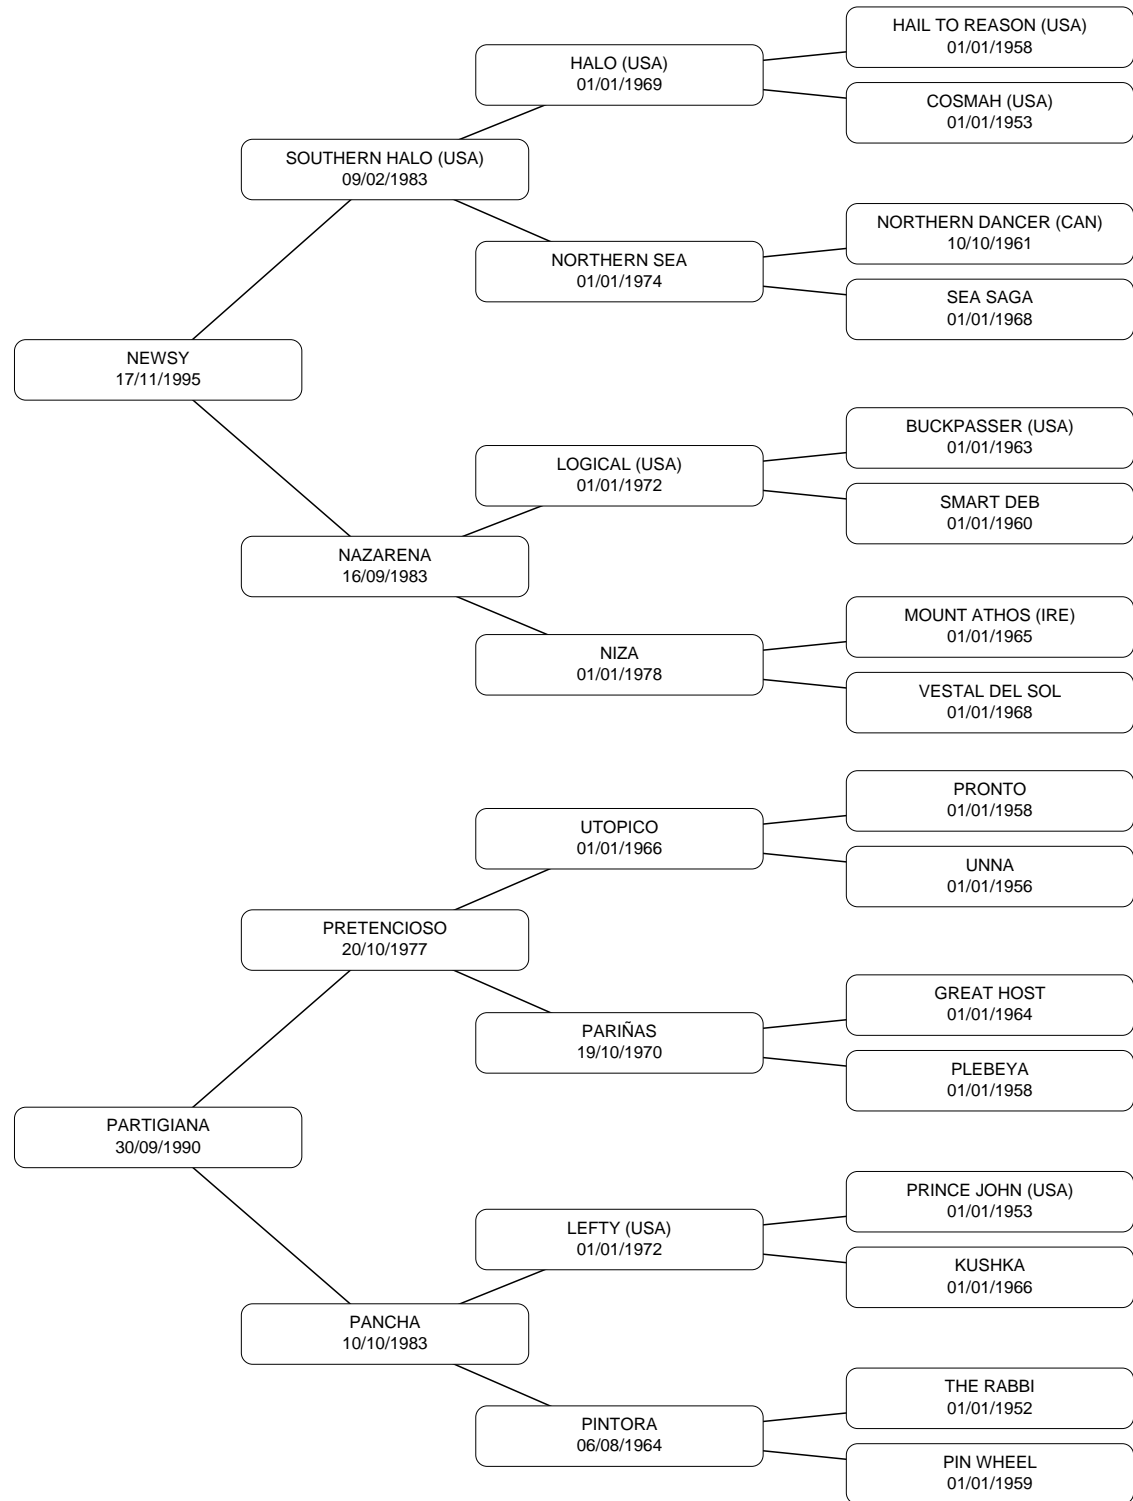 HAIL TO REASON (USA)
01/01/1958
HALO (USA)
01/01/1969
COSMAH (USA)
01/01/1953
SOUTHERN HALO (USA)
09/02/1983
NORTHERN DANCER (CAN)
10/10/1961
NORTHERN SEA
01/01/1974
SEA SAGA
01/01/1968
NEWSY
17/11/1995
BUCKPASSER (USA)
01/01/1963
LOGICAL (USA)
01/01/1972
SMART DEB
01/01/1960
NAZARENA
16/09/1983
MOUNT ATHOS (IRE)
01/01/1965
NIZA
01/01/1978
VESTAL DEL SOL
01/01/1968
PRONTO
01/01/1958
UTOPICO
01/01/1966
UNNA
01/01/1956
PRETENCIOSO
20/10/1977
GREAT HOST
01/01/1964
PARIÑAS
19/10/1970
PLEBEYA
01/01/1958
PARTIGIANA
30/09/1990
PRINCE JOHN (USA)
01/01/1953
LEFTY (USA)
01/01/1972
KUSHKA
01/01/1966
PANCHA
10/10/1983
THE RABBI
01/01/1952
PINTORA
06/08/1964
PIN WHEEL
01/01/1959